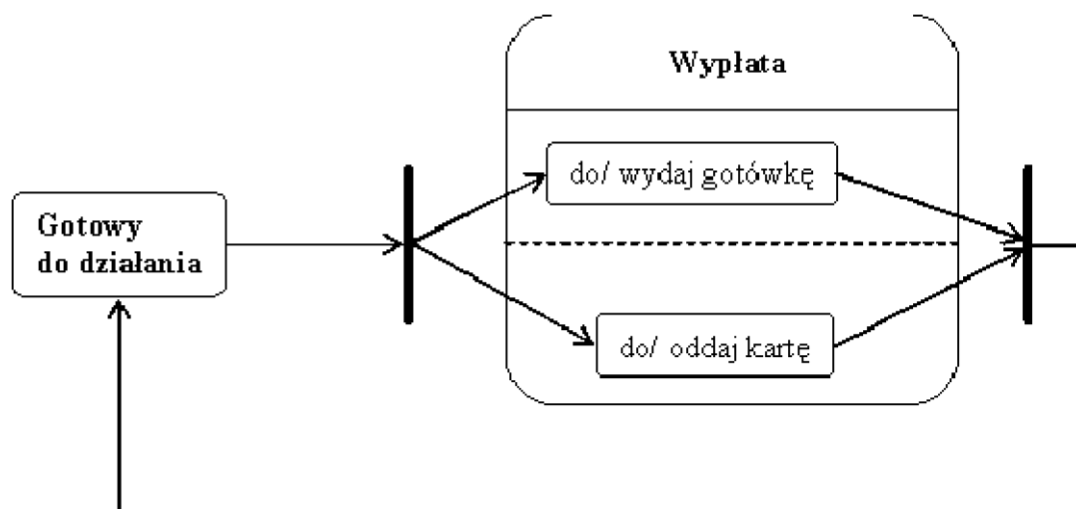 Wypłata
do/ wydaj gotówkę
Gotowy
do działania
do/ oddaj kartę